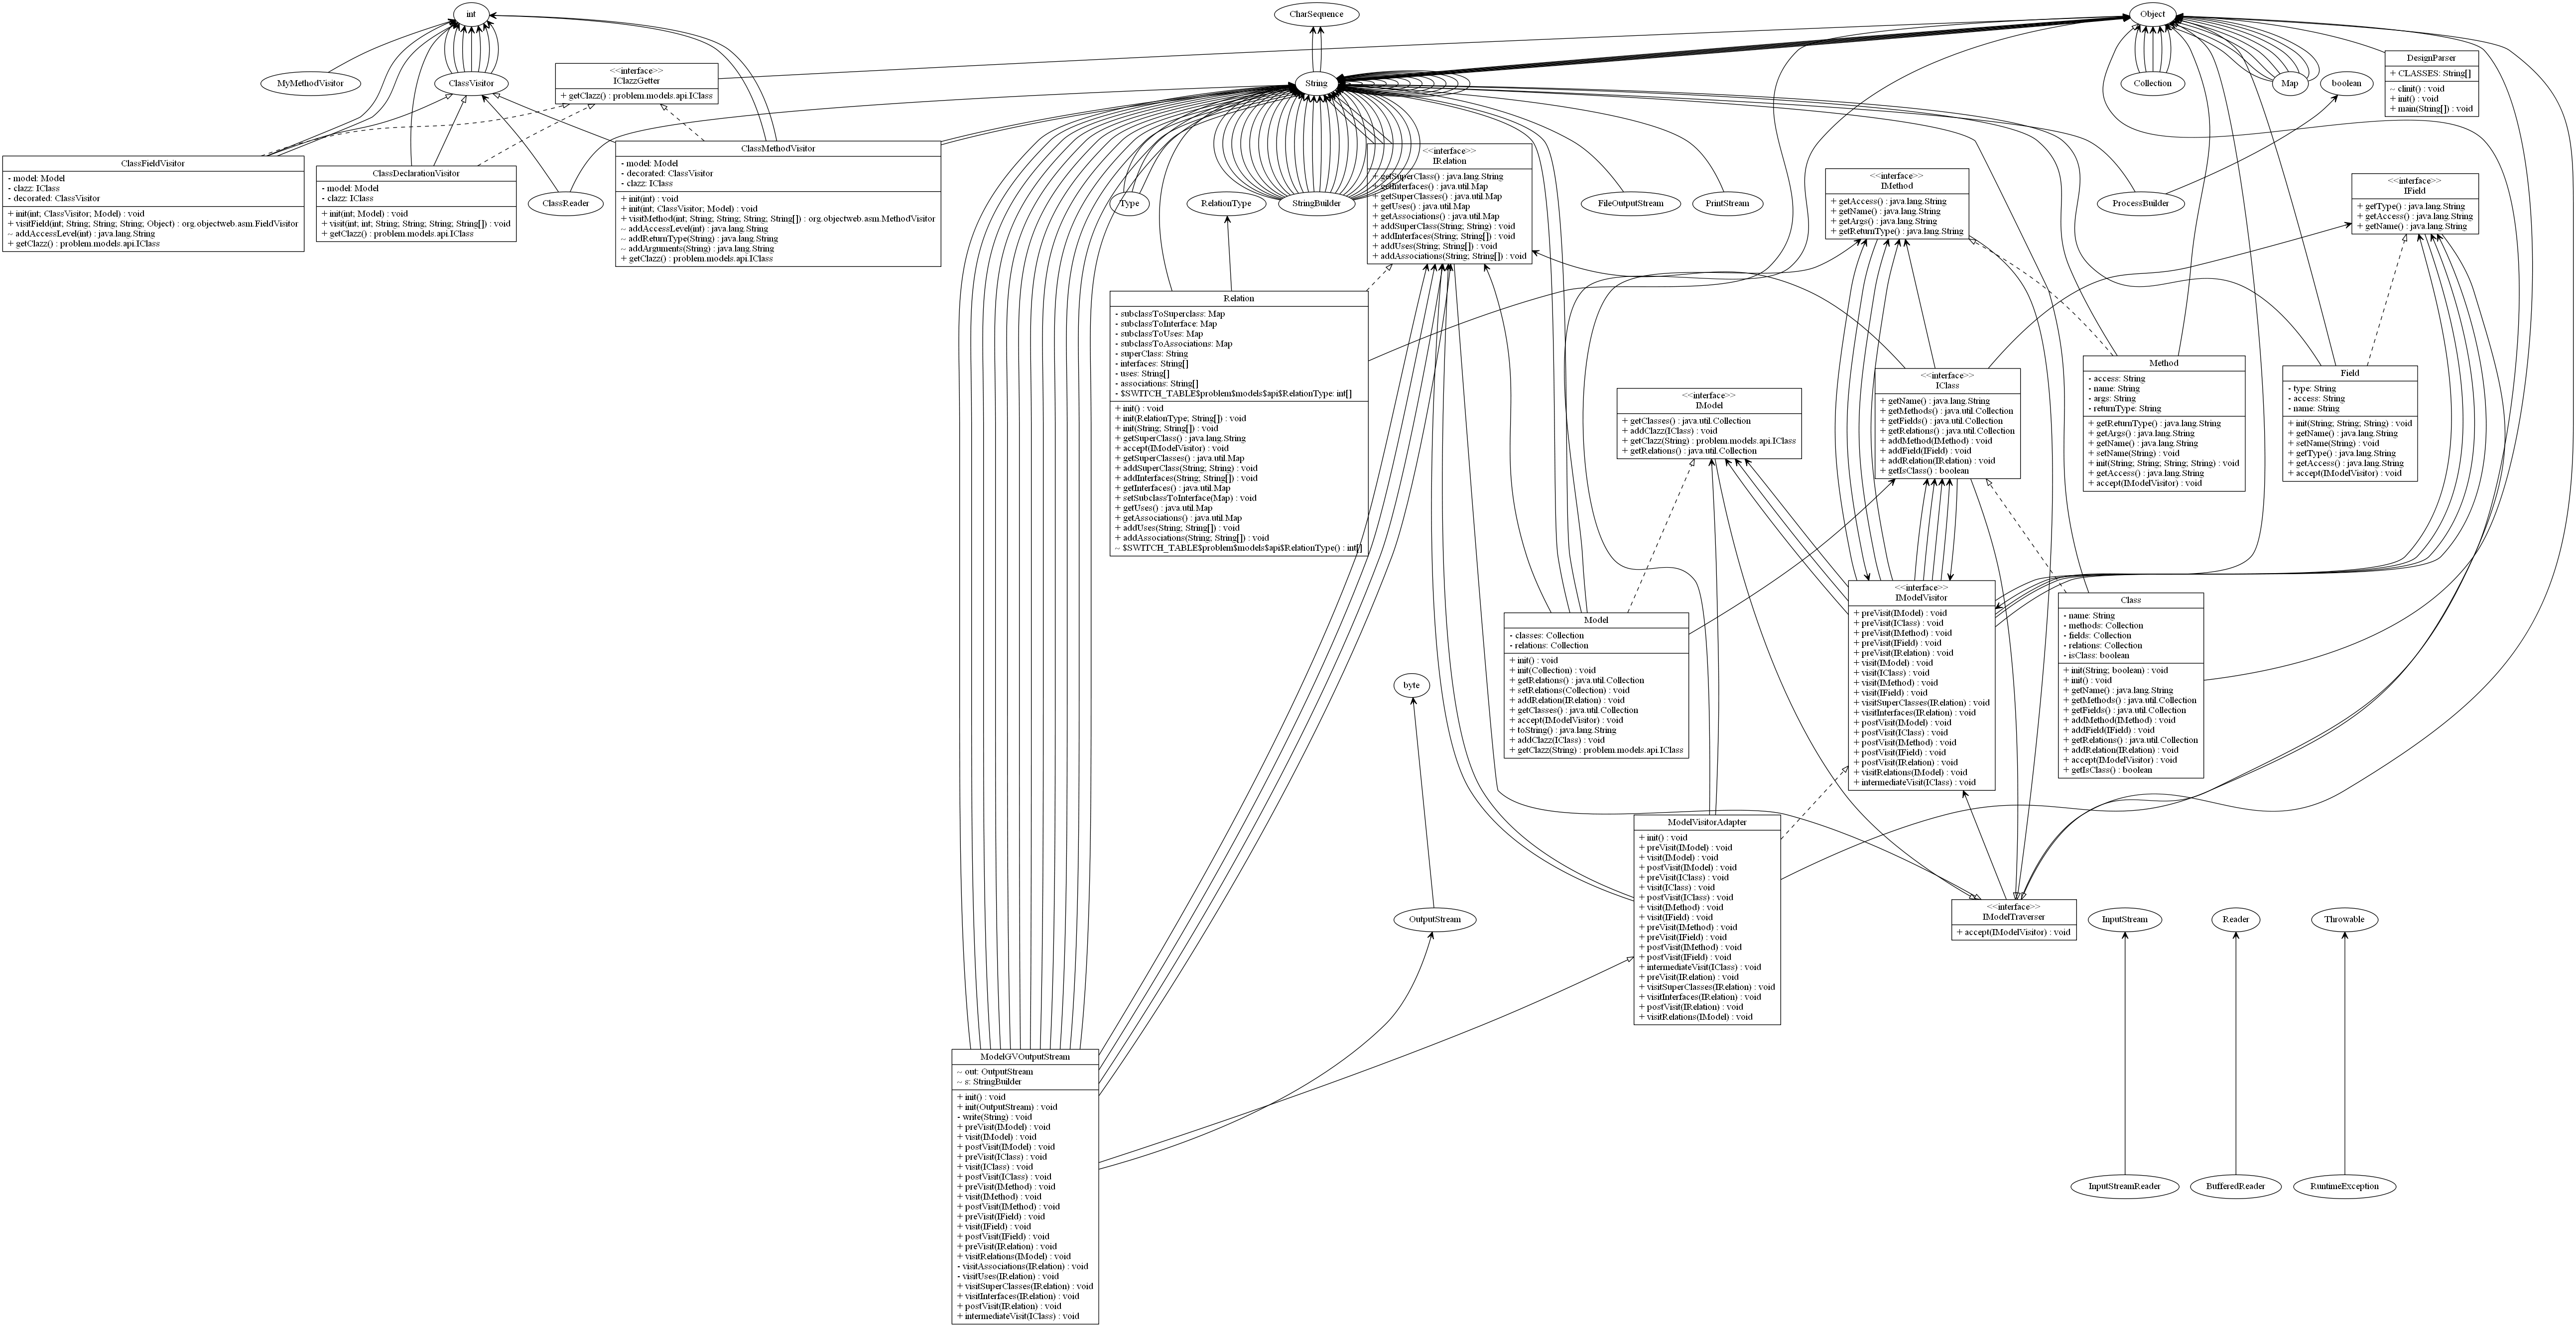 int
CharSequence
Object
MyMethodVisitor
ClassVisitor
<<interface>>
IClazzGetter
+ getClazz() : problem.models.api.IClass
String
Collection
Map
DesignParser
+ CLASSES: String[]
~ clinit() : void
+ init() : void
+ main(String[]) : void
boolean
ClassFieldVisitor
- model: Model
- clazz: IClass
- decorated: ClassVisitor
+ init(int; ClassVisitor; Model) : void
+ visitField(int; String; String; String; Object) : org.objectweb.asm.FieldVisitor
~ addAccessLevel(int) : java.lang.String
+ getClazz() : problem.models.api.IClass
ClassDeclarationVisitor
- model: Model
- clazz: IClass
+ init(int; Model) : void
+ visit(int; int; String; String; String; String[]) : void
+ getClazz() : problem.models.api.IClass
ClassReader
ClassMethodVisitor
- model: Model
- decorated: ClassVisitor
- clazz: IClass
+ init(int) : void
+ init(int; ClassVisitor; Model) : void
+ visitMethod(int; String; String; String; String[]) : org.objectweb.asm.MethodVisitor
~ addAccessLevel(int) : java.lang.String
~ addReturnType(String) : java.lang.String
~ addArguments(String) : java.lang.String
+ getClazz() : problem.models.api.IClass
Type
RelationType
StringBuilder
<<interface>>
IRelation
+ getSuperClass() : java.lang.String
+ getInterfaces() : java.util.Map
+ getSuperClasses() : java.util.Map
+ getUses() : java.util.Map
+ getAssociations() : java.util.Map
+ addSuperClass(String; String) : void
+ addInterfaces(String; String[]) : void
+ addUses(String; String[]) : void
+ addAssociations(String; String[]) : void
FileOutputStream
PrintStream
<<interface>>
IMethod
+ getAccess() : java.lang.String
+ getName() : java.lang.String
+ getArgs() : java.lang.String
+ getReturnType() : java.lang.String
ProcessBuilder
<<interface>>
IField
+ getType() : java.lang.String
+ getAccess() : java.lang.String
+ getName() : java.lang.String
Relation
- subclassToSuperclass: Map
- subclassToInterface: Map
- subclassToUses: Map
- subclassToAssociations: Map
- superClass: String
- interfaces: String[]
- uses: String[]
- associations: String[]
- $SWITCH_TABLE$problem$models$api$RelationType: int[]
+ init() : void
+ init(RelationType; String[]) : void
+ init(String; String[]) : void
+ getSuperClass() : java.lang.String
+ accept(IModelVisitor) : void
+ getSuperClasses() : java.util.Map
+ addSuperClass(String; String) : void
+ addInterfaces(String; String[]) : void
+ getInterfaces() : java.util.Map
+ setSubclassToInterface(Map) : void
+ getUses() : java.util.Map
+ getAssociations() : java.util.Map
+ addUses(String; String[]) : void
+ addAssociations(String; String[]) : void
~ $SWITCH_TABLE$problem$models$api$RelationType() : int[]
<<interface>>
IModel
+ getClasses() : java.util.Collection
+ addClazz(IClass) : void
+ getClazz(String) : problem.models.api.IClass
+ getRelations() : java.util.Collection
<<interface>>
IClass
+ getName() : java.lang.String
+ getMethods() : java.util.Collection
+ getFields() : java.util.Collection
+ getRelations() : java.util.Collection
+ addMethod(IMethod) : void
+ addField(IField) : void
+ addRelation(IRelation) : void
+ getIsClass() : boolean
Method
- access: String
- name: String
- args: String
- returnType: String
+ getReturnType() : java.lang.String
+ getArgs() : java.lang.String
+ getName() : java.lang.String
+ setName(String) : void
+ init(String; String; String; String) : void
+ getAccess() : java.lang.String
+ accept(IModelVisitor) : void
Field
- type: String
- access: String
- name: String
+ init(String; String; String) : void
+ getName() : java.lang.String
+ setName(String) : void
+ getType() : java.lang.String
+ getAccess() : java.lang.String
+ accept(IModelVisitor) : void
Model
- classes: Collection
- relations: Collection
+ init() : void
+ init(Collection) : void
+ getRelations() : java.util.Collection
+ setRelations(Collection) : void
+ addRelation(IRelation) : void
+ getClasses() : java.util.Collection
+ accept(IModelVisitor) : void
+ toString() : java.lang.String
+ addClazz(IClass) : void
+ getClazz(String) : problem.models.api.IClass
<<interface>>
IModelVisitor
+ preVisit(IModel) : void
+ preVisit(IClass) : void
+ preVisit(IMethod) : void
+ preVisit(IField) : void
+ preVisit(IRelation) : void
+ visit(IModel) : void
+ visit(IClass) : void
+ visit(IMethod) : void
+ visit(IField) : void
+ visitSuperClasses(IRelation) : void
+ visitInterfaces(IRelation) : void
+ postVisit(IModel) : void
+ postVisit(IClass) : void
+ postVisit(IMethod) : void
+ postVisit(IField) : void
+ postVisit(IRelation) : void
+ visitRelations(IModel) : void
+ intermediateVisit(IClass) : void
Class
- name: String
- methods: Collection
- fields: Collection
- relations: Collection
- isClass: boolean
+ init(String; boolean) : void
+ init() : void
+ getName() : java.lang.String
+ getMethods() : java.util.Collection
+ getFields() : java.util.Collection
+ addMethod(IMethod) : void
+ addField(IField) : void
+ getRelations() : java.util.Collection
+ addRelation(IRelation) : void
+ accept(IModelVisitor) : void
+ getIsClass() : boolean
byte
OutputStream
ModelVisitorAdapter
+ init() : void
+ preVisit(IModel) : void
+ visit(IModel) : void
+ postVisit(IModel) : void
+ preVisit(IClass) : void
+ visit(IClass) : void
+ postVisit(IClass) : void
+ visit(IMethod) : void
+ visit(IField) : void
+ preVisit(IMethod) : void
+ preVisit(IField) : void
+ postVisit(IMethod) : void
+ postVisit(IField) : void
+ intermediateVisit(IClass) : void
+ preVisit(IRelation) : void
+ visitSuperClasses(IRelation) : void
+ visitInterfaces(IRelation) : void
+ postVisit(IRelation) : void
+ visitRelations(IModel) : void
<<interface>>
IModelTraverser
+ accept(IModelVisitor) : void
InputStream
Reader
Throwable
ModelGVOutputStream
~ out: OutputStream
~ s: StringBuilder
+ init() : void
+ init(OutputStream) : void
- write(String) : void
+ preVisit(IModel) : void
+ visit(IModel) : void
+ postVisit(IModel) : void
+ preVisit(IClass) : void
+ visit(IClass) : void
+ postVisit(IClass) : void
+ preVisit(IMethod) : void
+ visit(IMethod) : void
+ postVisit(IMethod) : void
+ preVisit(IField) : void
+ visit(IField) : void
+ postVisit(IField) : void
+ preVisit(IRelation) : void
+ visitRelations(IModel) : void
- visitAssociations(IRelation) : void
- visitUses(IRelation) : void
+ visitSuperClasses(IRelation) : void
+ visitInterfaces(IRelation) : void
+ postVisit(IRelation) : void
+ intermediateVisit(IClass) : void
InputStreamReader
BufferedReader
RuntimeException